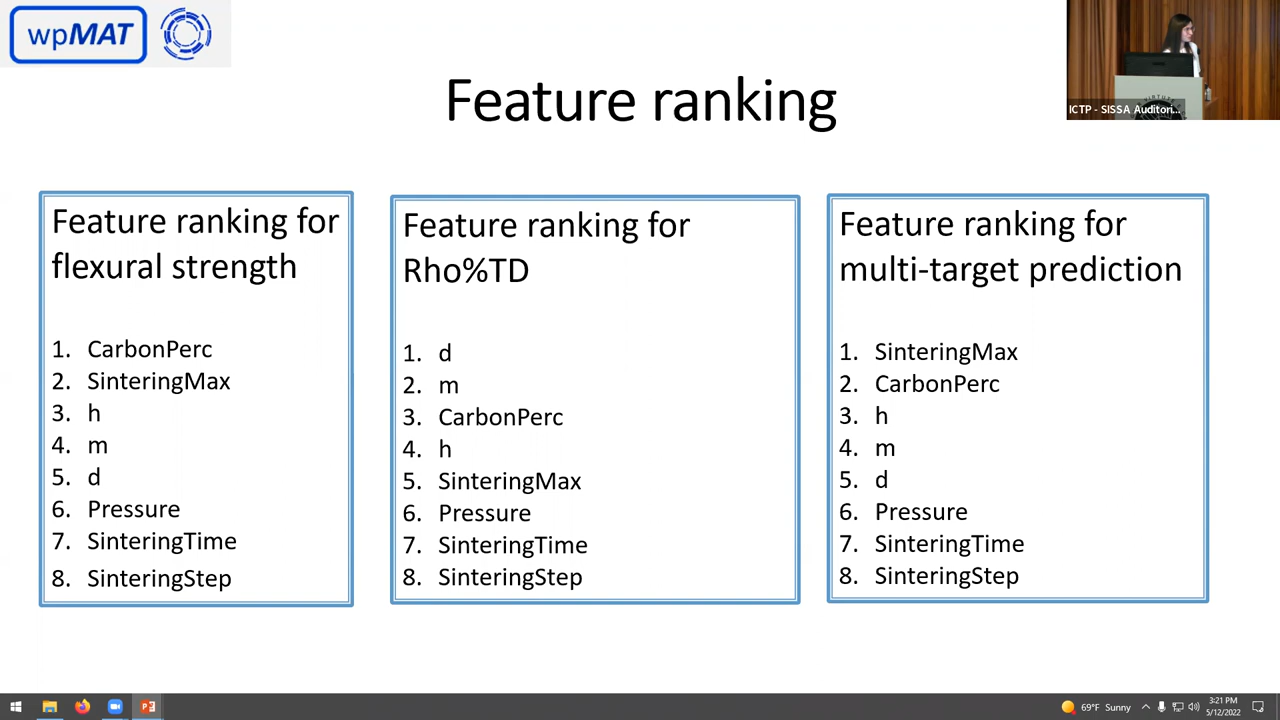 wpMAT
ICTP - SISSA Auditori...
Feature ranking
Feature ranking for
flexural strength
1. CarbonPerc
2. SinteringMax
3. h
4. m
5. d
6. Pressure
7. SinteringTime
8. SinteringStep
Feature ranking for
Rho%TD
1. d
2. m
3. CarbonPerc
4. h
5. SinteringMax
6. Pressure
7. SinteringTime
8. SinteringStep
Feature ranking for
multi-target prediction
1. SinteringMax
2. CarbonPerc
3. h
4. m
5. d
6. Pressure
7. SinteringTime
8. SinteringStep
69°F Sunny
3:21 PM
5/12/2022